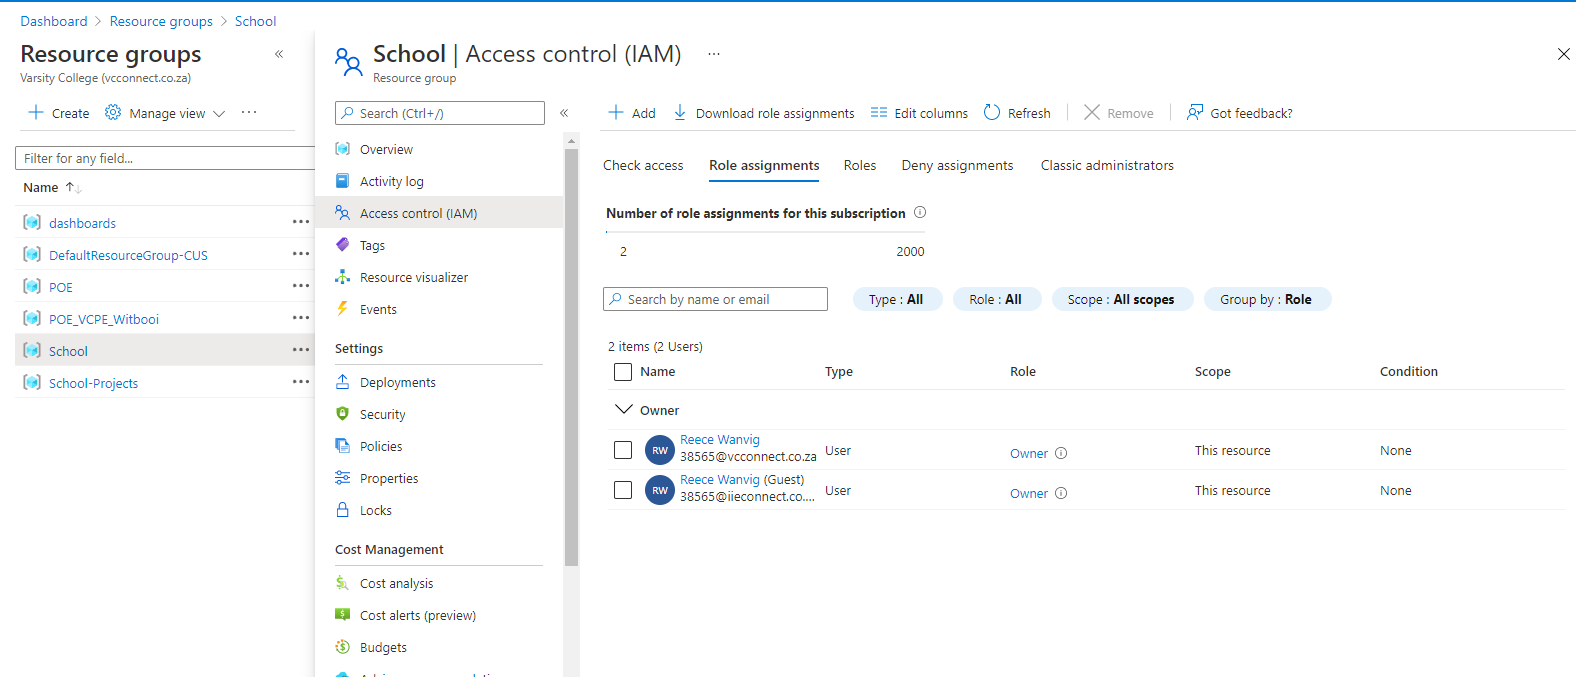 Dashboard > Resource groups > School
Resource groups
Varsity College (vcconnect.co.za)
Create Manage view
Filter for any field...
Name
dashboards
DefaultResourceGroup-CUS
POE
POE_VCPE_Witbooi
School
School-Projects
School | Access control (IAM)
Resource group
Search (Ctrl+/)
Overview
Activity log
Access control (IAM)
Tags
Resource visualizer
Events
Settings
Deployments
Security
Policies
Properties
Locks
Cost Management
Cost analysis
Cost alerts (preview)
Budgets
Add Download role assignments Edit columns Refresh Remove Got feedback?
Check access Role assignments Roles Deny assignments Classic administrators
Number of role assignments for this subscription
2 2000
Search by name or email Type : All Role : All Scope : All scopes Group by : Role
2 items (2 Users)
Name Type Role Scope Condition
Owner
RW Reece Wanvig
38565@vcconnect.co.za User Owner This resource None
RW Reece Wanvig (Guest)
38565@iieconnect.co.... User Owner This resource None